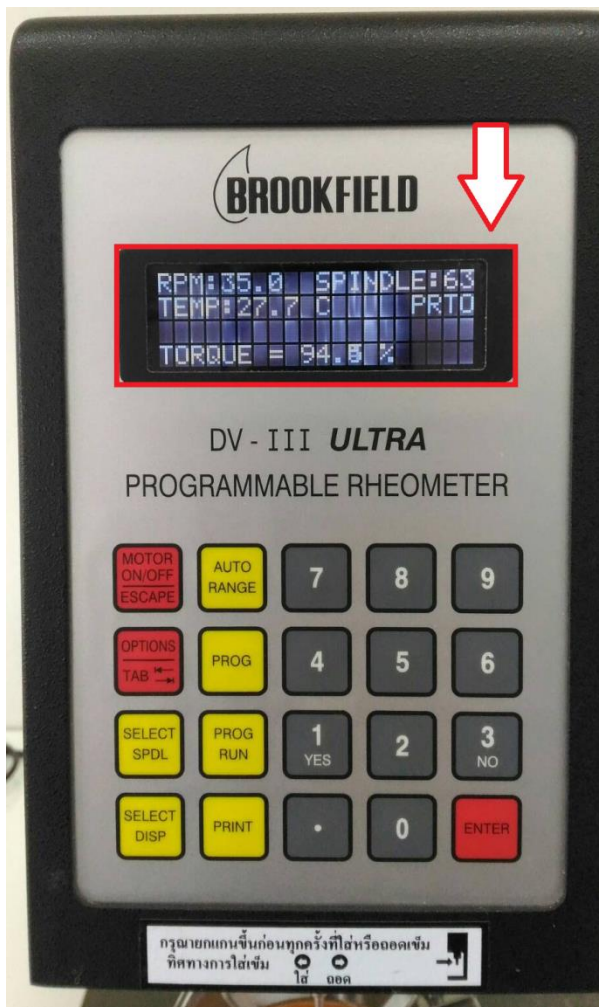 BROOKFIELD
RPM:35.0 SPINDLE:63
TEMP:27.7 C PRTO
TORQUE = 94. %
DV-III ULTRA
PROGRAMMABLE RHEOMETER
MOTOR ON/OFF ESCAPE
AUTO RANGE
7
8
9
OPTIONS TAB
PROG
4
5
6
SELECT SPDL
PROG RUN
1 YES
2
3 NO
SELECT DISP
PRINT
.
0
ENTER
กรุณายกแกนขึ้นก่อนทุกครั้งที่ใส่หรือถอดเข็ม
ทิศทางการใส่เข็ม
ใส่ ถอด